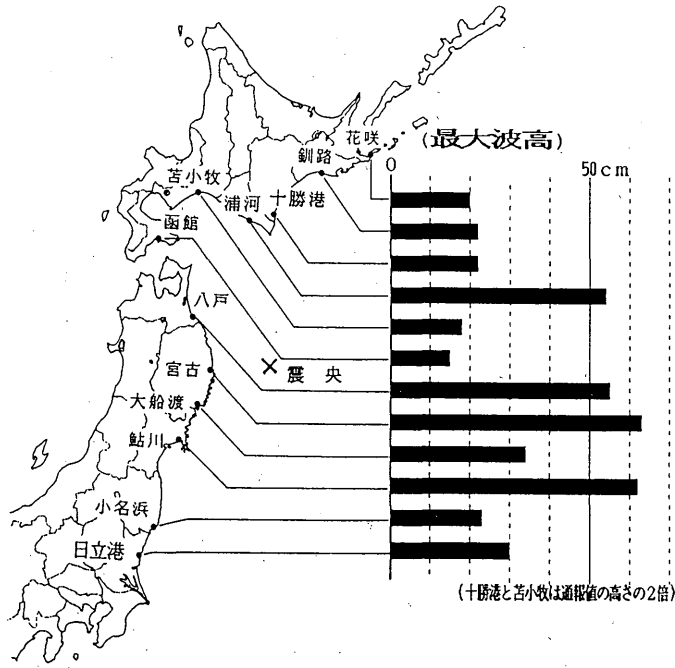 花咲
(最大波高)
釧路
0
50cm
苫小牧
浦河
十勝港
函館
八戸
宮古
震央
大船渡
鮎川
小名浜
日立港
(十勝港と苫小牧は通報値の高さの2倍)